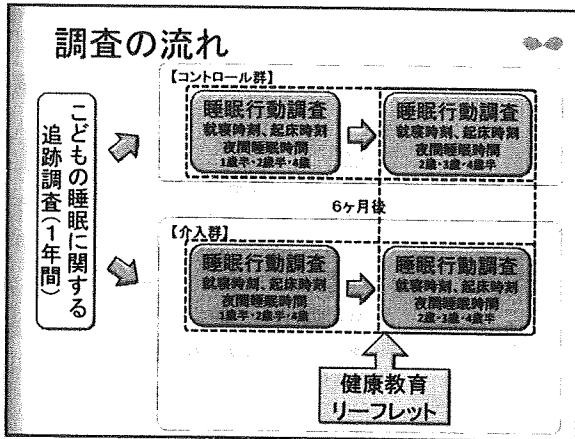 調査の流れ
こどもの睡眠に関する
追跡調査(1年間)
【コントロール群】
睡眠行動調査
就寝時刻、起床時刻
夜間睡眠時間
1歳半・2歳半・4歳
睡眠行動調査
就寝時刻、起床時刻
夜間睡眠時間
2歳・3歳・4歳半
6ヶ月後
【介入群】
睡眠行動調査
就寝時刻、起床時刻
夜間睡眠時間
1歳半・2歳半・4歳
睡眠行動調査
就寝時刻、起床時刻
夜間睡眠時間
2歳・3歳・4歳半
健康教育
リーフレット